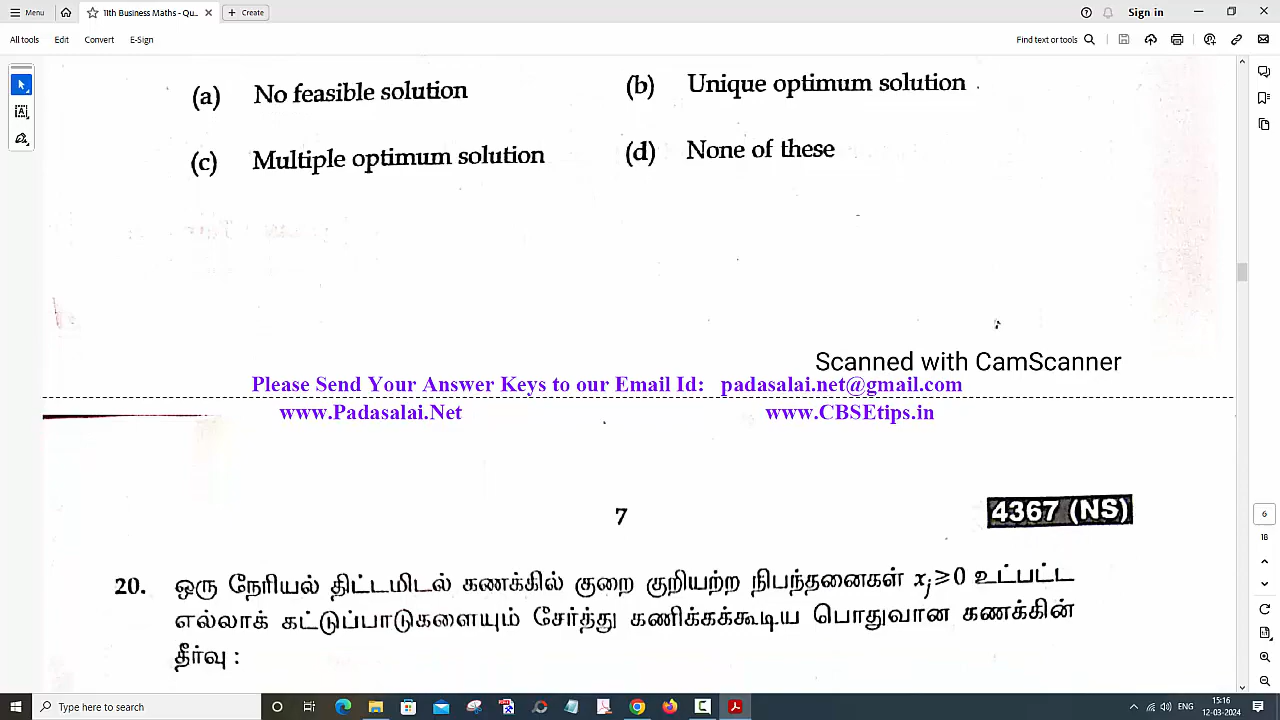 Menu
11th Business Maths - Qu...
Create
Sign in
All tools
Edit
Convert
E-Sign
Find text or tools
(a) No feasible solution
(b) Unique optimum solution
(c) Multiple optimum solution
(d) None of these
Scanned with CamScanner
Please Send Your Answer Keys to our Email Id: padasalai.net@gmail.com
www.Padasalai.Net www.CBSEtips.in
7
4367 (NS)
20. ஒரு நேரியல் திட்டமிடல் கணக்கில் குறை குறியற்ற நிபந்தனைகள் xj⩾0 உட்பட்ட
எல்லாக் கட்டுப்பாடுகளையும் சேர்த்து கணிக்கக்கூடிய பொதுவான கணக்கின்
தீர்வு :
6
18
Type here to search
ENG
15:16
12-03-2024